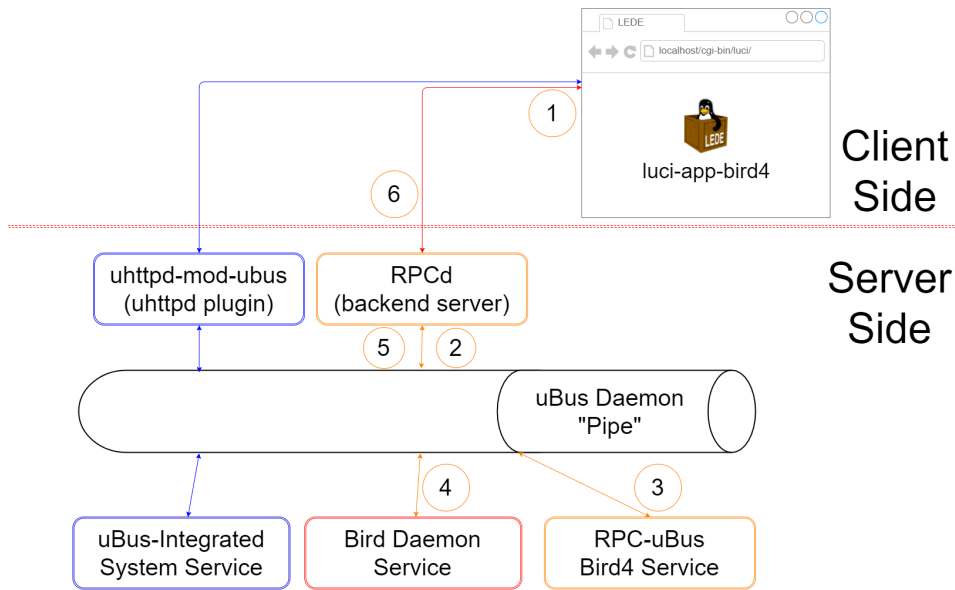 LEDE
localhost/cgi-bin/luci/
1
LEDE
luci-app-bird4
Client
Side
6
Server
Side
uhttpd-mod-ubus
(uhttpd plugin)
RPCd
(backend server)
5
2
uBus Daemon
"Pipe"
4
3
uBus-Integrated
System Service
Bird Daemon
Service
RPC-uBus
Bird4 Service